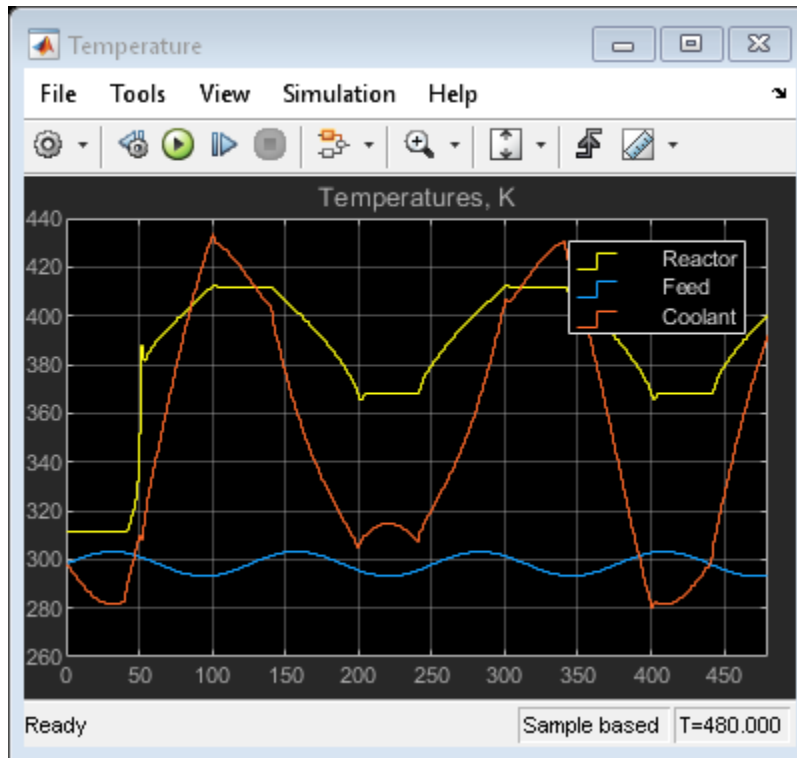 Temperature
File Tools View Simulation Help
Temperatures, K
440
420
400
380
360
340
320
300
280
260
0 50 100 150 200 250 300 350 400 450
Reactor
Feed
Coolant
Ready Sample based T=480.000